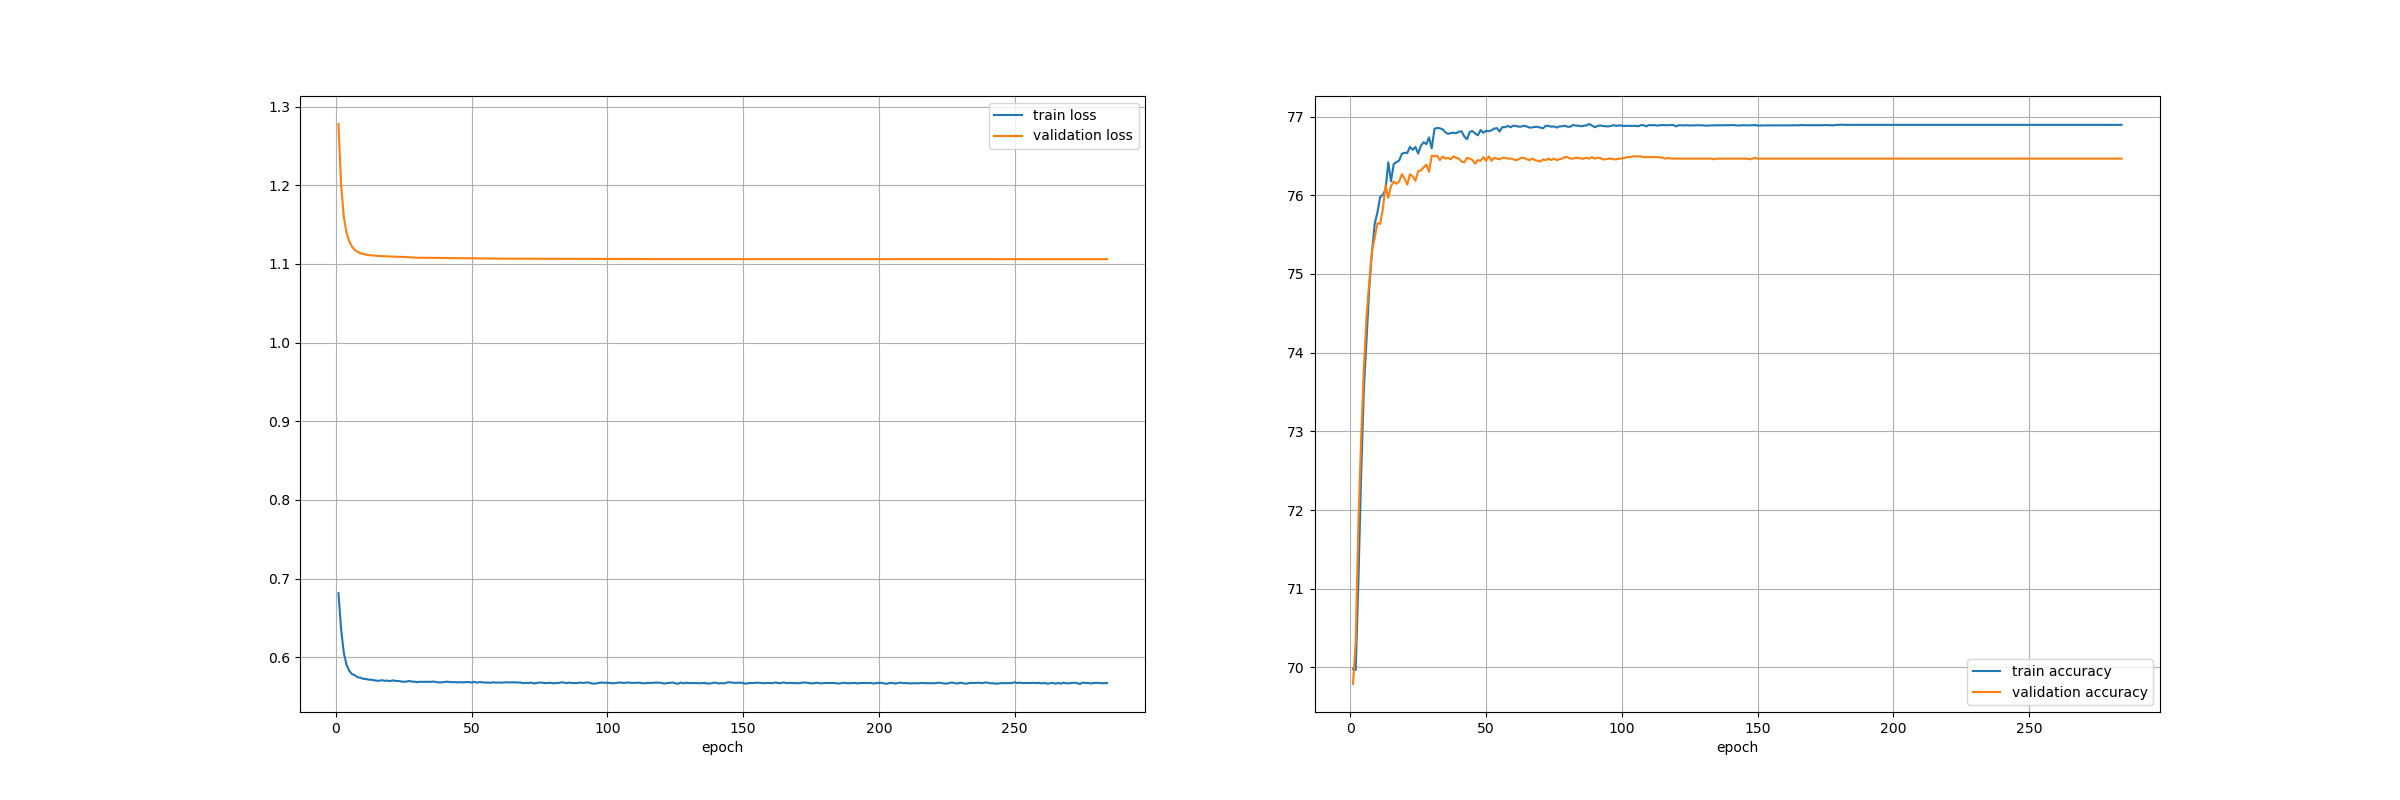 1.3
1.2
1.1
1.0
0.9
0.8
0.7
0.6
0 50 100 150 200 250
epoch
train loss
validation loss
77
76
75
74
73
72
71
70
0 50 100 150 200 250
epoch
train accuracy
validation accuracy